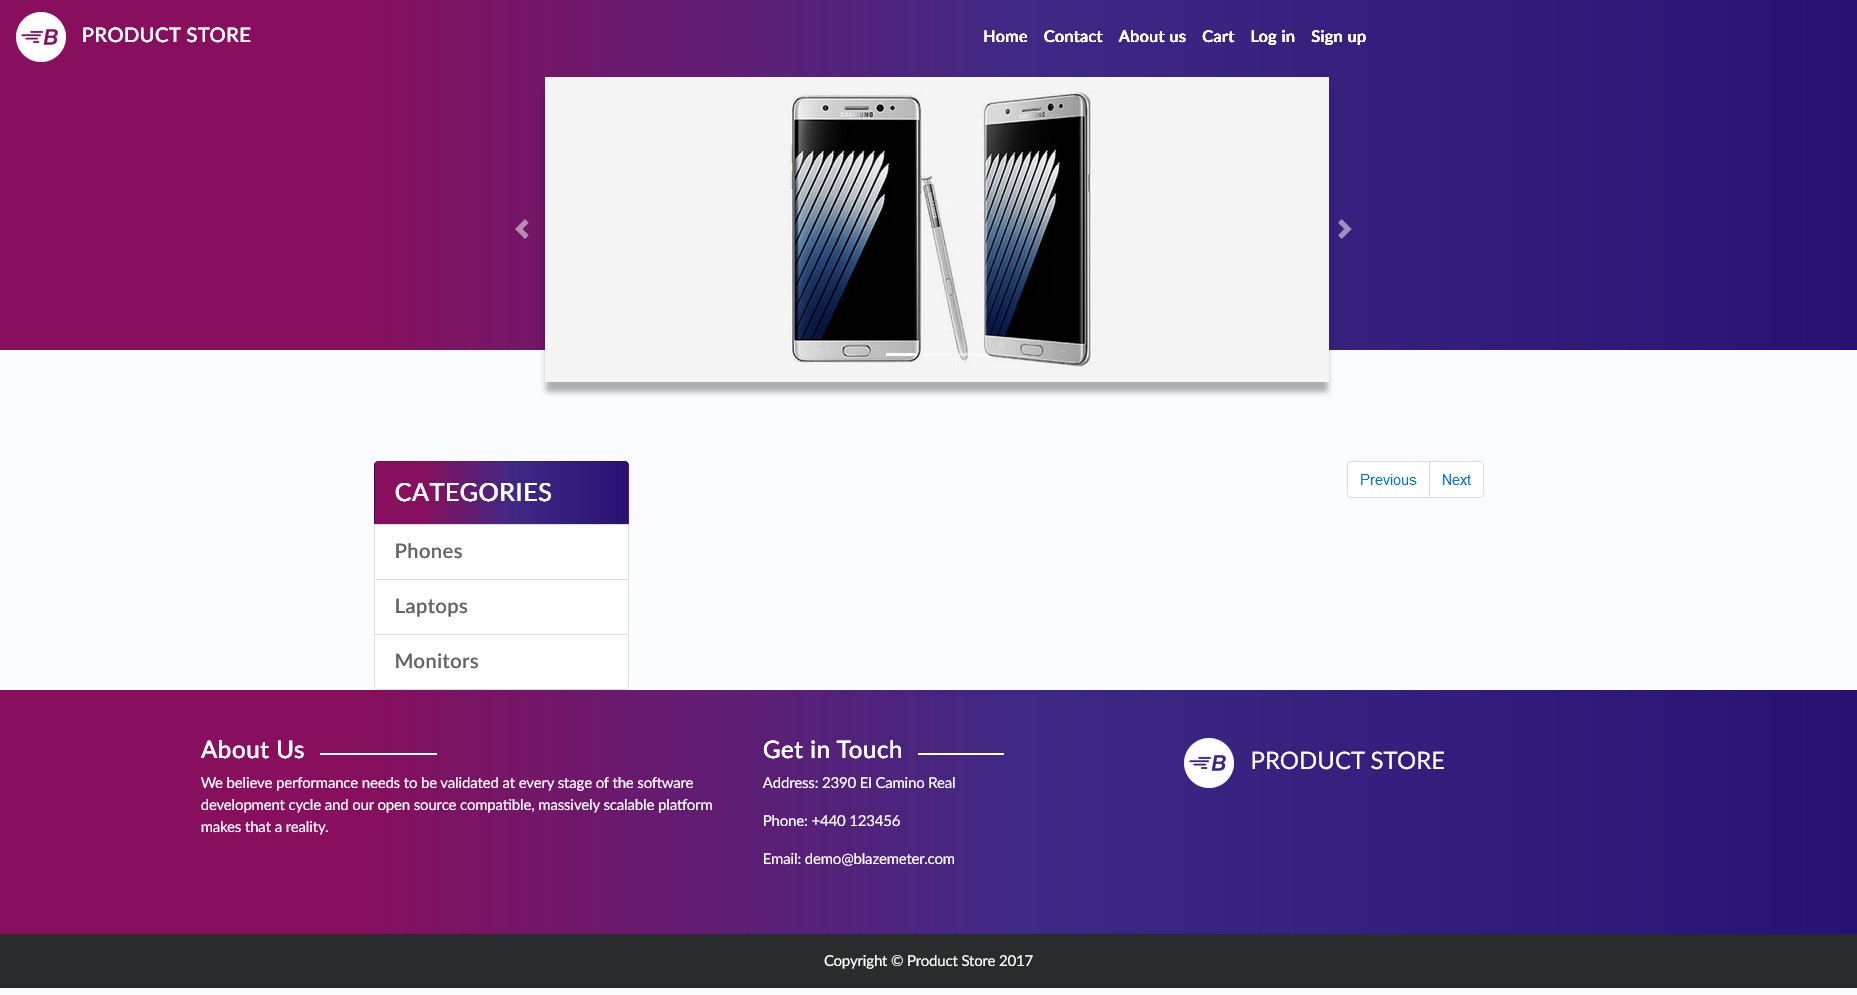 B PRODUCT STORE
Home Contact About us Cart Log in Sign up
SAMSUNG SAMSUNG
CATEGORIES
Previous Next
Phones
Laptops
Monitors
About Us
We believe performance needs to be validated at every stage of the software
development cycle and our open source compatible, massively scalable platform
makes that a reality.
Get in Touch
Address: 2390 El Camino Real
Phone: +440 123456
Email: demo@blazemeter.com
B PRODUCT STORE
Copyright © Product Store 2017